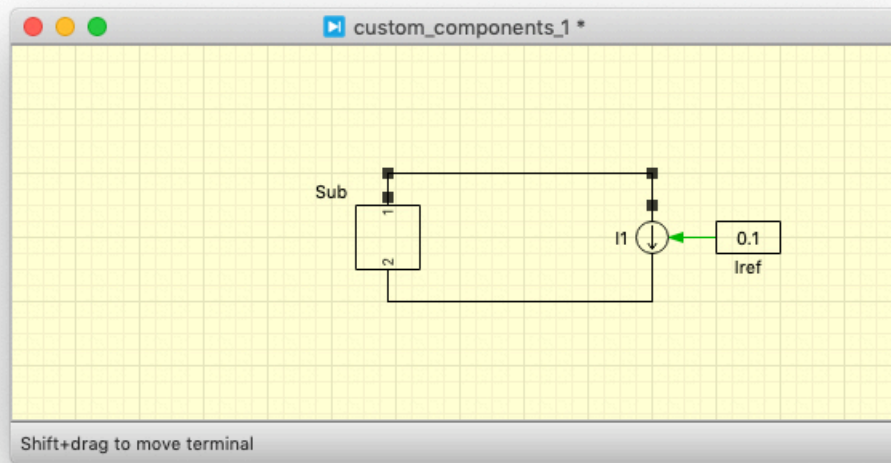 custom_components_1 *
Sub
1
2
I1
0.1
Iref
Shift+drag to move terminal